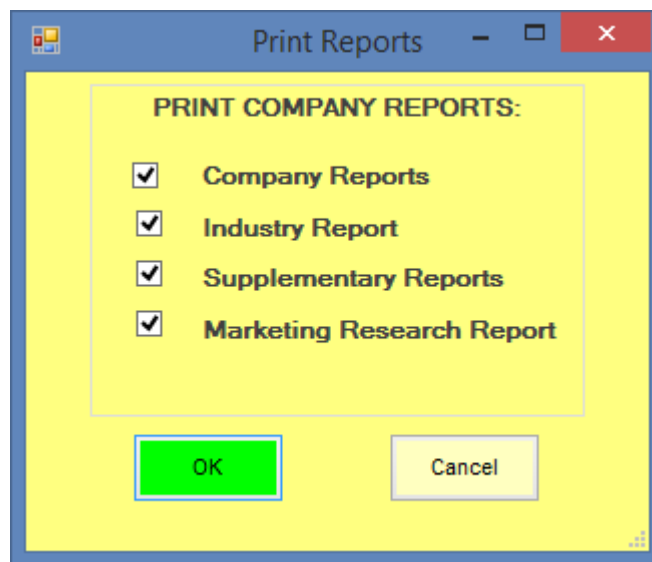 Print Reports
PRINT COMPANY REPORTS:
Company Reports
Industry Report
Supplementary Reports
Marketing Research Report
OK Cancel